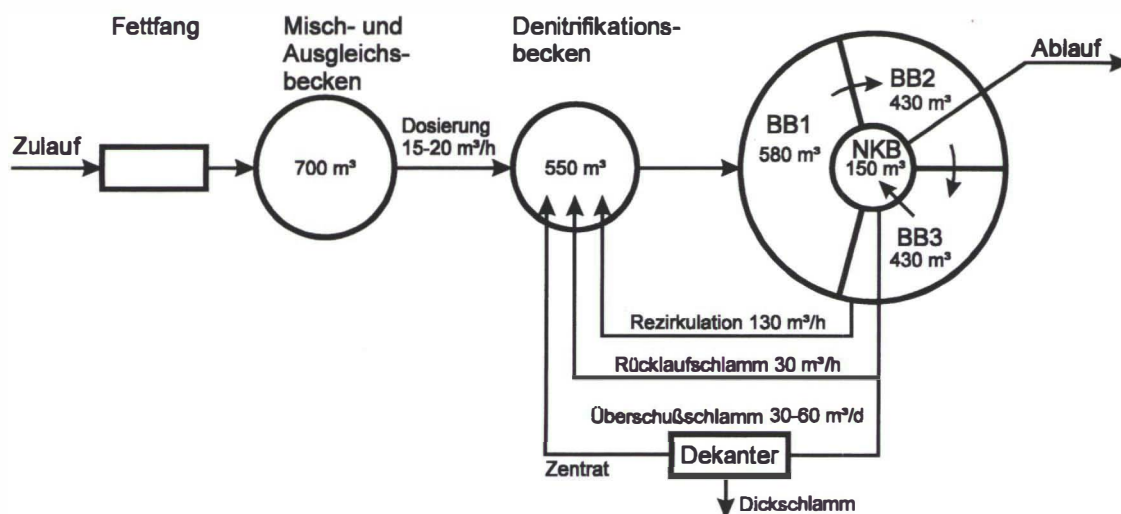 Fettfang
Misch- und
Ausgleichs-
becken
Denitrifikations-
becken
Ablauf
BB2
430 m³
BB1
580 m³
Zulauf
Dosierung
15-20 m³/h
700 m³
550 m³
NKB
150 m³
BB3
430 m³
Rezirkulation 130 m³/h
Rücklaufschlamm 30 m³/h
Überschußschlamm 30-60 m³/d
Zentrat
Dekanter
Dickschlamm